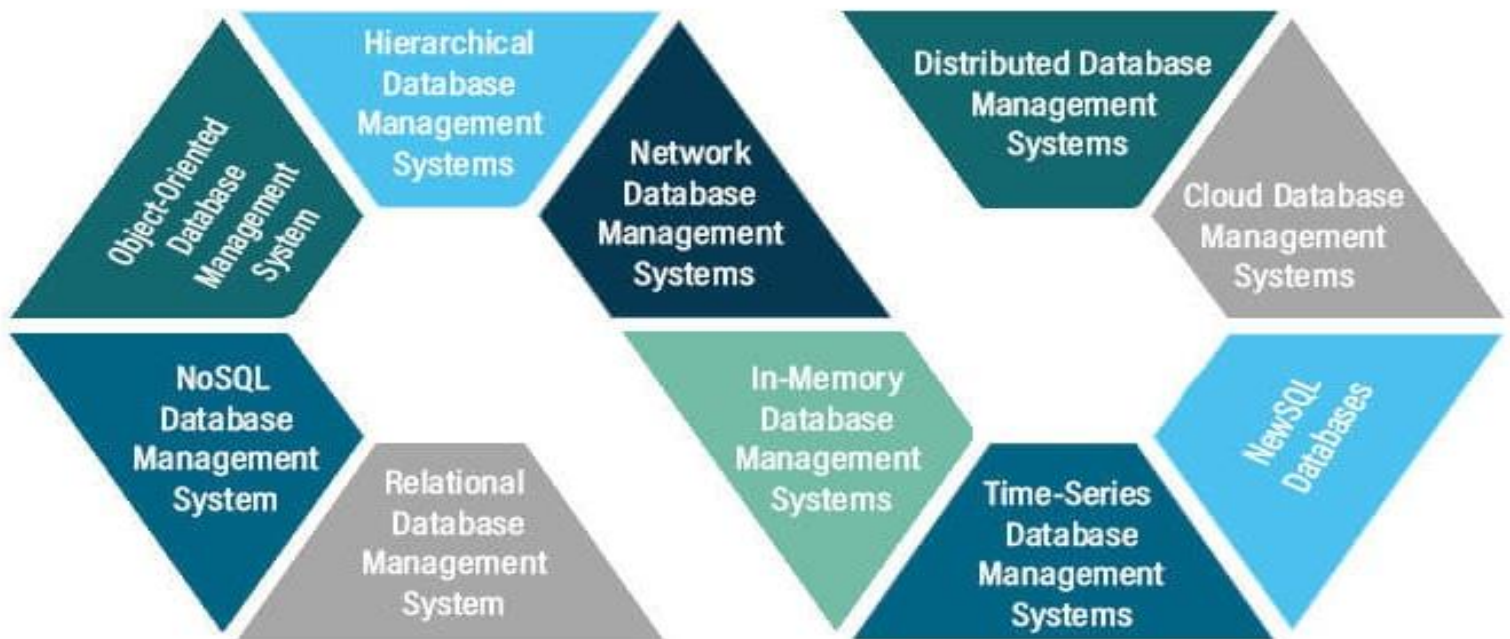 Hierarchical
Database
Management
Systems
Distributed Database
Management
Systems
Object-Oriented
Database
Management
System
Network
Database
Management
Systems
Cloud Database
Management
Systems
NoSQL
Database
Management
System
In-Memory
Database
Management
Systems
NewSQL
Databases
Relational
Database
Management
System
Time-Series
Database
Management
Systems